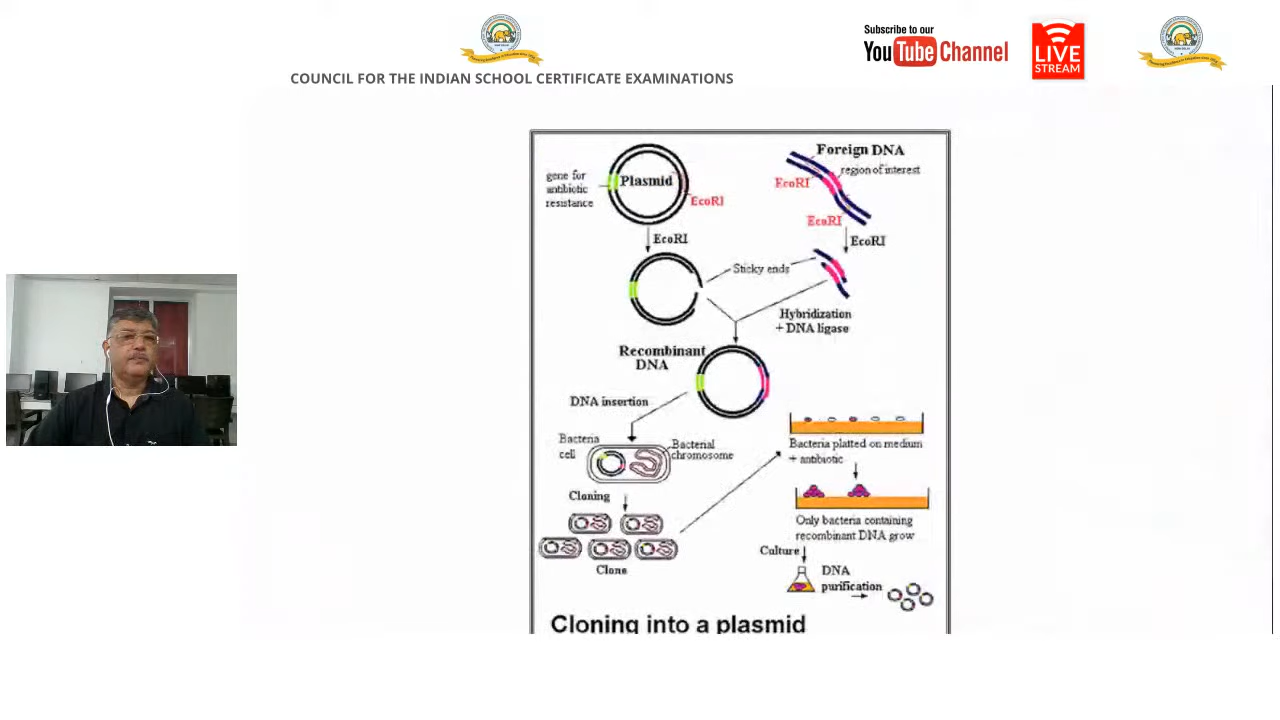 Subscribe to our
YouTube Channel
LIVE
STREAM
COUNCIL FOR THE INDIAN SCHOOL CERTIFICATE EXAMINATIONS
gene for
antibiotic
resistance
Plasmid
EcoRI
EcoRI
Foreign DNA
region of interest
EcoRI
EcoRI
EcoRI
Sticky ends
Hybridization
+ DNA ligase
Recombinant
DNA
DNA insertion
Bacteria
cell
Bacterial
chromosome
Cloning
Clone
Bacteria platted on medium
+ antibiotic
Only bacteria containing
recombinant DNA grow
Culture
DNA
purification
Cloning into a plasmid